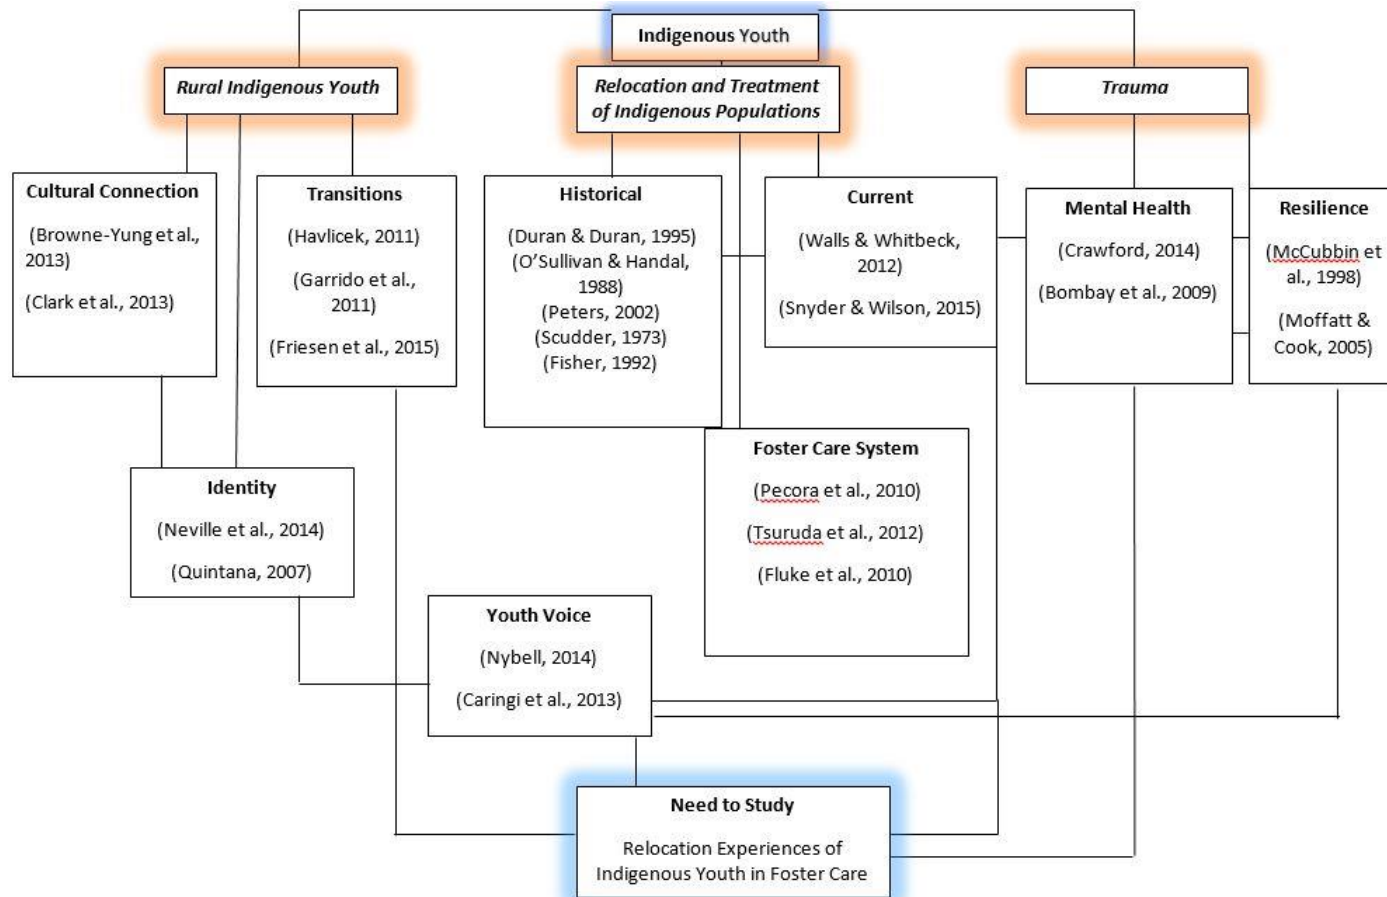 Indigenous Youth
Rural Indigenous Youth
Relocation and Treatment
of Indigenous Populations
Trauma
Cultural Connection
(Browne-Yung et al.,
2013)
(Clark et al., 2013)
Transitions
(Havlicek, 2011)
(Garrido et al.,
2011)
(Friesen et al., 2015)
Historical
(Duran & Duran, 1995)
(O’Sullivan & Handal,
1988)
(Peters, 2002)
(Scudder, 1973)
(Fisher, 1992)
Current
(Walls & Whitbeck,
2012)
(Snyder & Wilson, 2015)
Mental Health
(Crawford, 2014)
(Bombay et al., 2009)
Resilience
(McCubbin et
al., 1998)
(Moffatt &
Cook, 2005)
Identity
(Neville et al., 2014)
(Quintana, 2007)
Foster Care System
(Pecora et al., 2010)
(Tsuruda et al., 2012)
(Fluke et al., 2010)
Youth Voice
(Nybell, 2014)
(Caringi et al., 2013)
Need to Study
Relocation Experiences of
Indigenous Youth in Foster Care